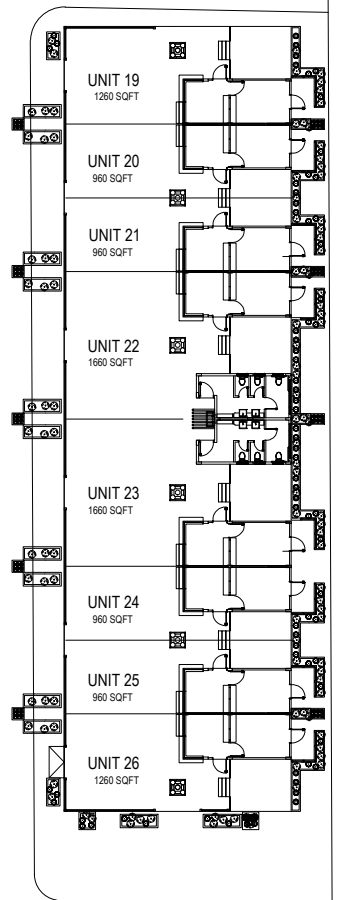 UNIT 19
1260 SQFT
UNIT 20
960 SQFT
UNIT 21
960 SQFT
UNIT 22
1660 SQFT
UNIT 23
1660 SQFT
UNIT 24
960 SQFT
UNIT 25
960 SQFT
UNIT 26
1260 SQFT